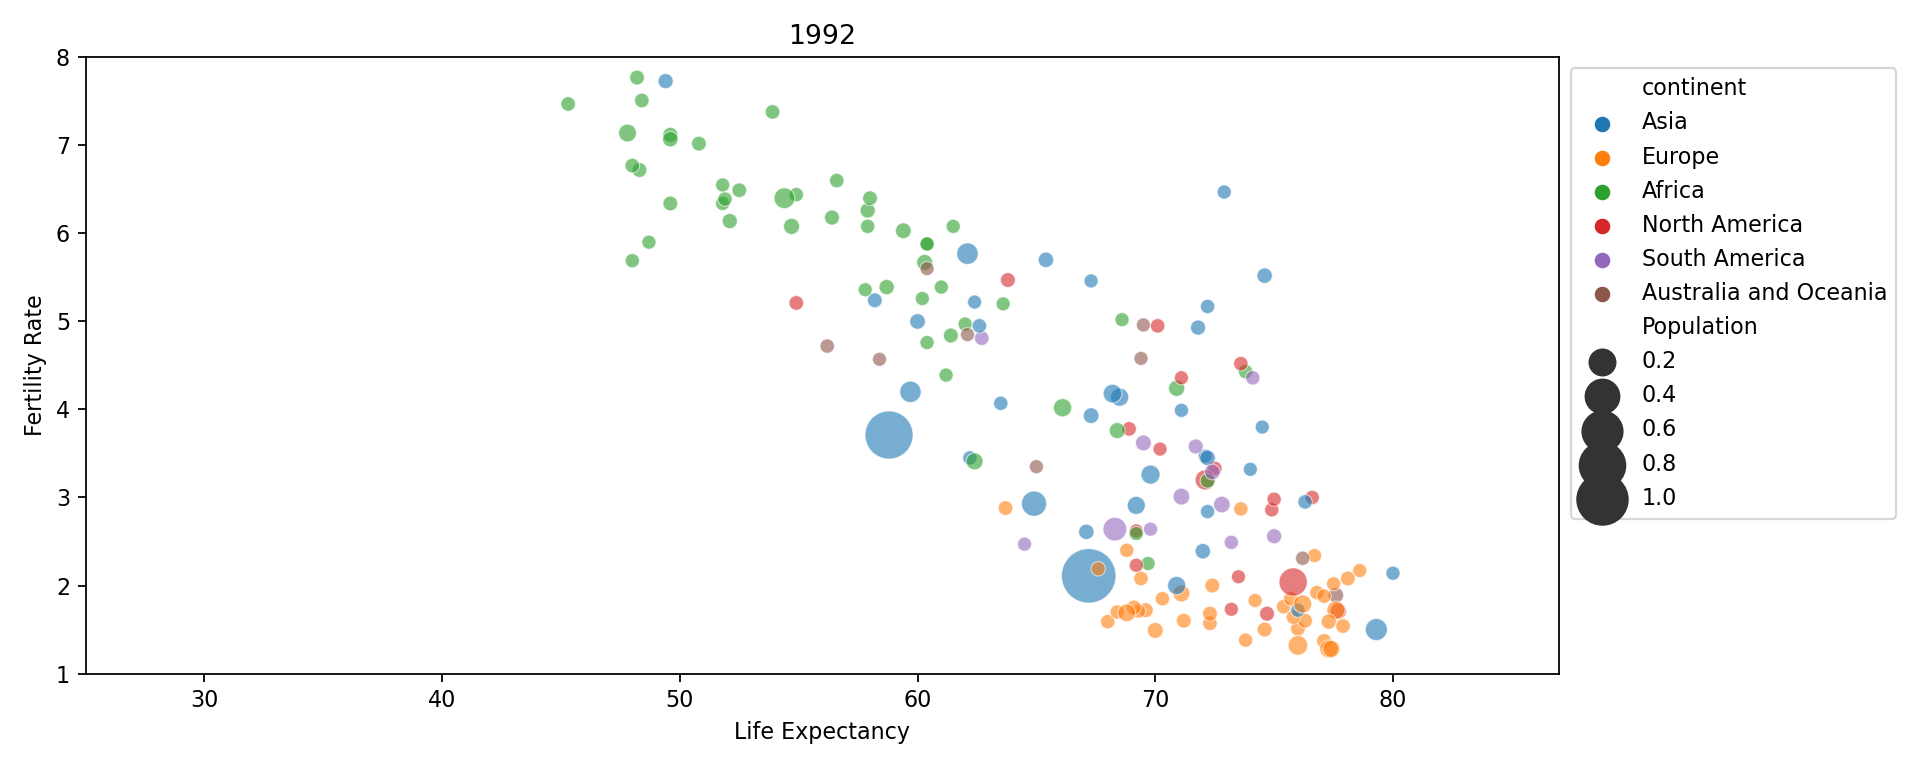 1992
8
7
6
5
4
3
2
1
Fertility Rate
30 40 50 60 70 80
Life Expectancy
continent
Asia
Europe
Africa
North America
South America
Australia and Oceania
Population
0.2
0.4
0.6
0.8
1.0